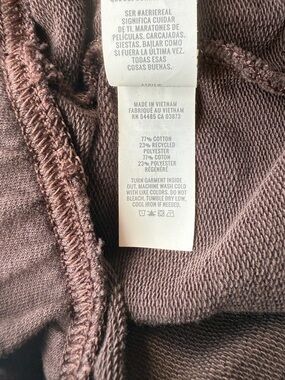 SER #AERIEREAL
SIGNIFICA CUIDAR
DE TI, MARATONES DE
PELÍCULAS, CARCAJADAS,
SIESTAS, BAILAR COMO
SI FUERA LA ÚLTIMA VEZ.
TODAS ESAS
COSAS BUENAS.
MADE IN VIETNAM
FABRIQUÉ AU VIETNAM
RN 54485 CA 03873
77% COTTON
23% RECYCLED
POLYESTER
77% COTON
23% POLYESTER
RÉGÉNÉRÉ
TURN GARMENT INSIDE
OUT. MACHINE WASH COLD
WITH LIKE COLORS. DO NOT
BLEACH. TUMBLE DRY LOW.
COOL IRON IF NEEDED.